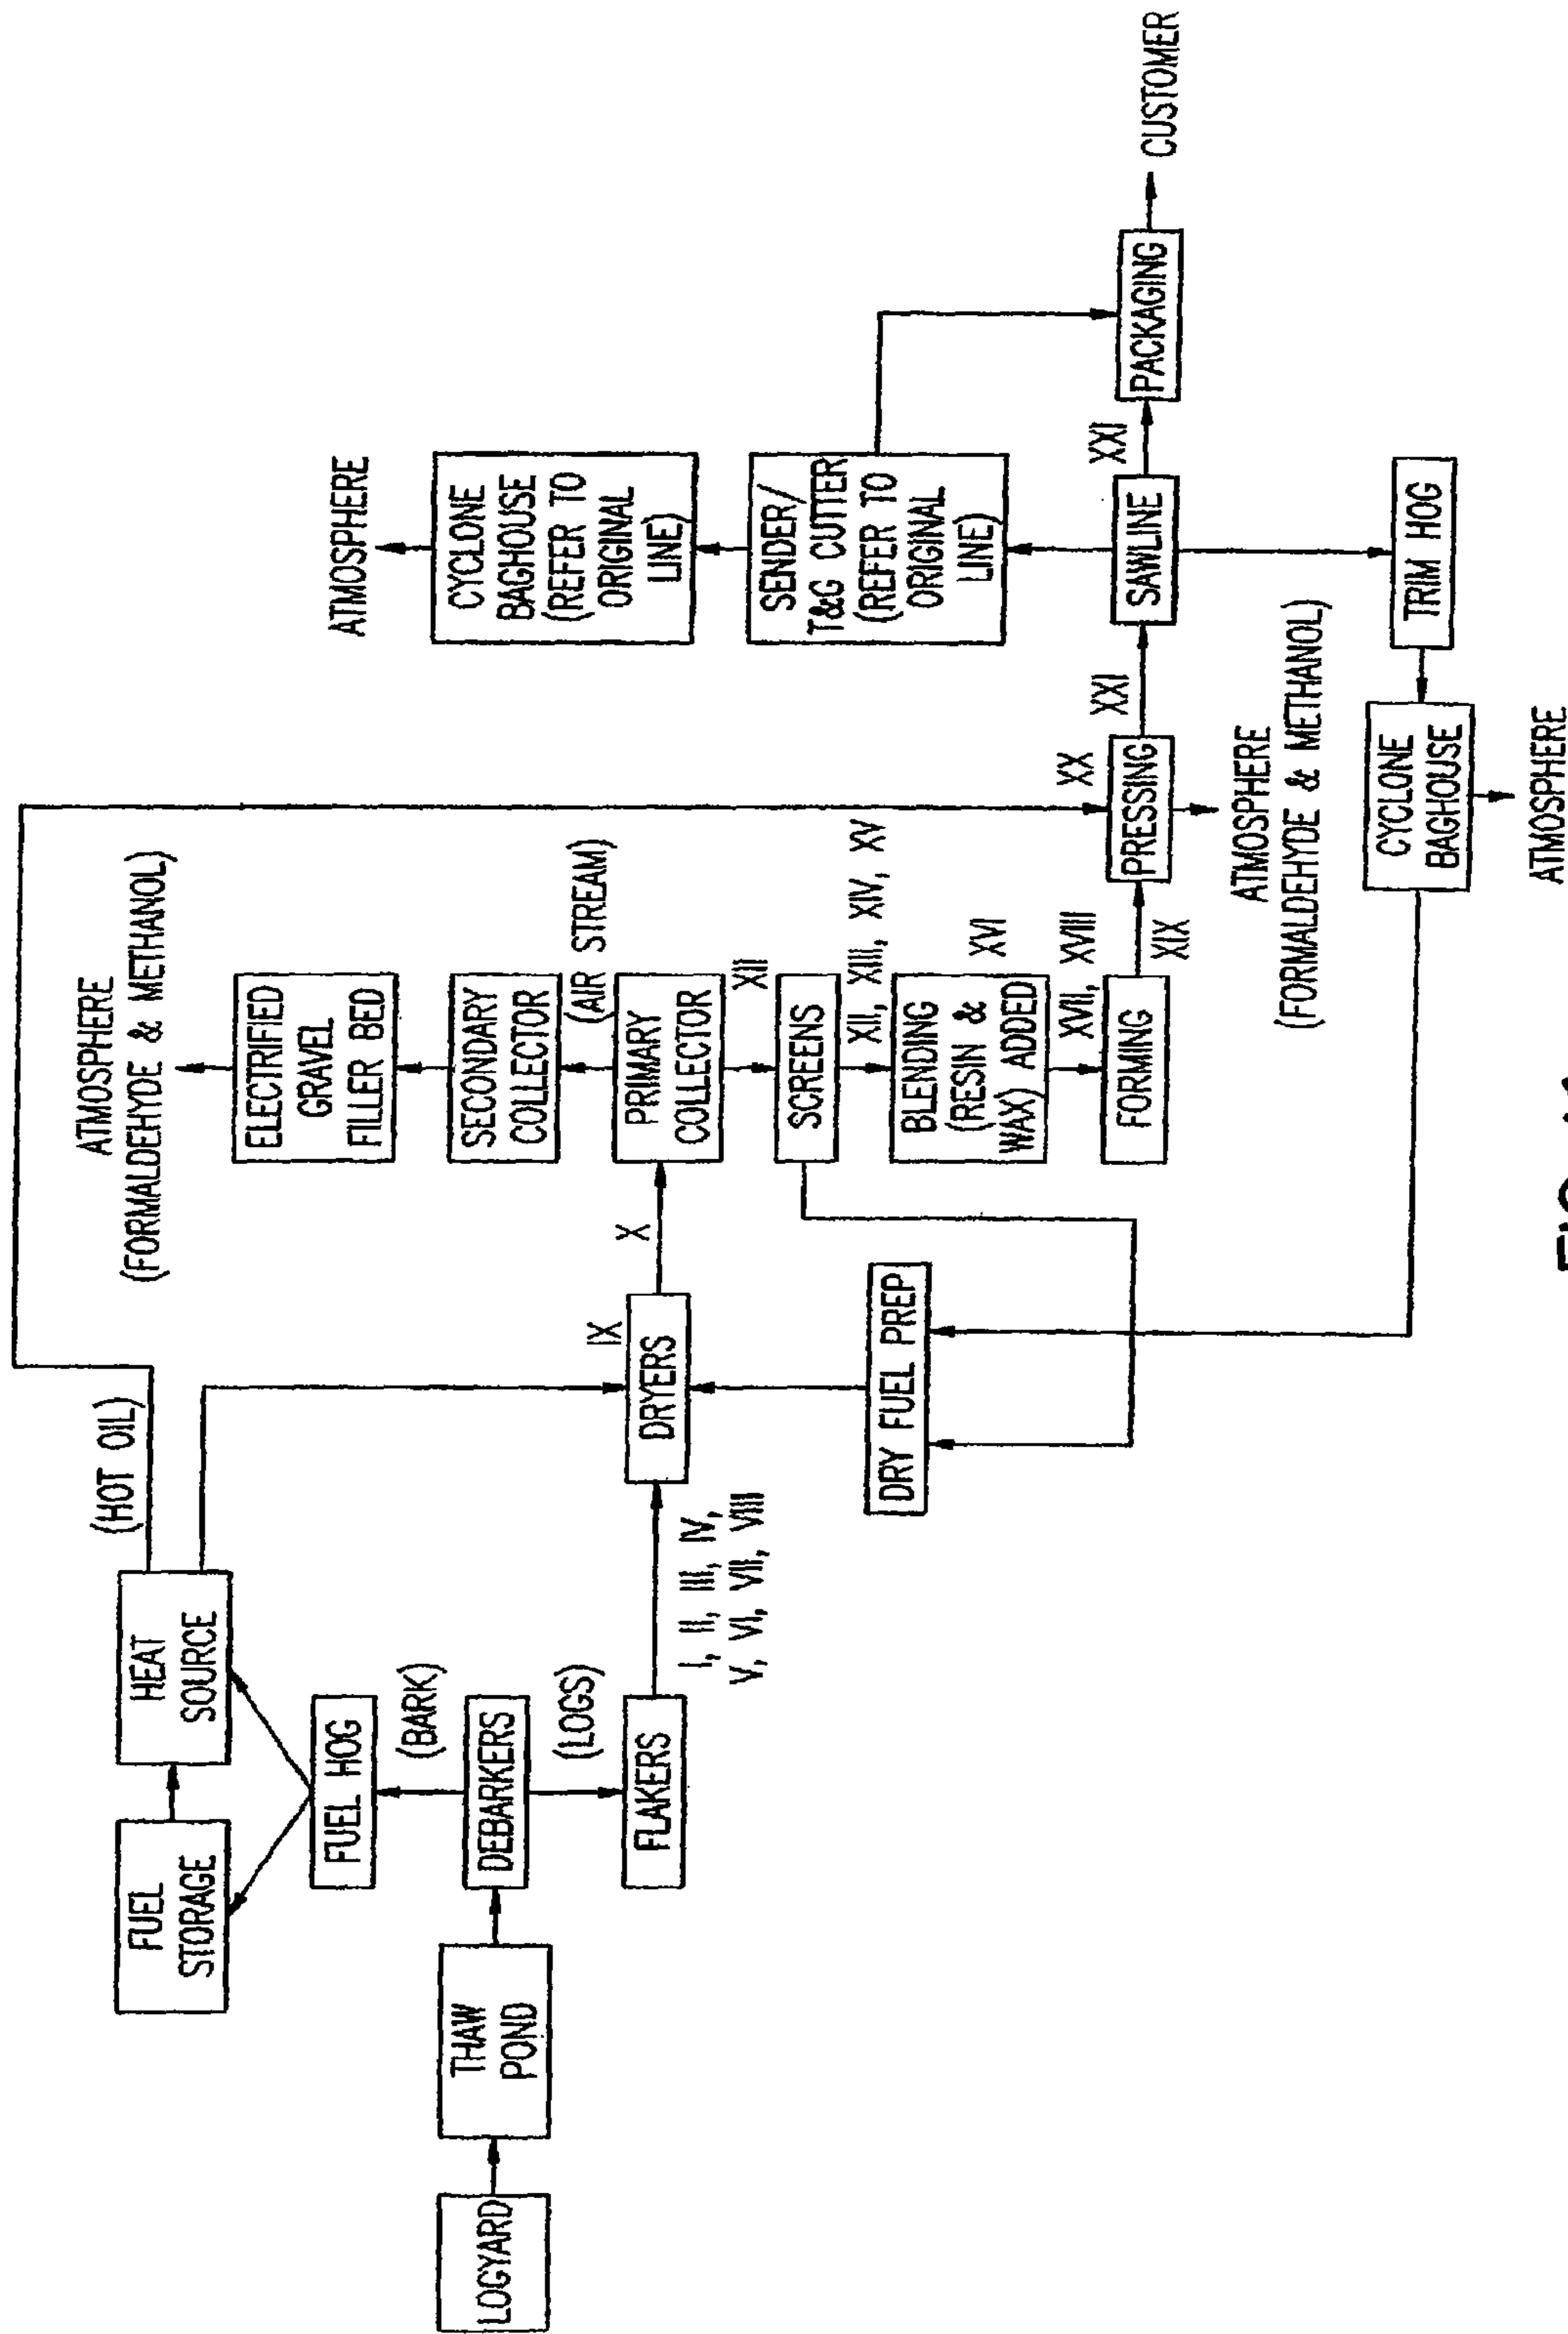 (HOT OIL)
FUEL
STORAGE
HEAT
SOURCE
ATMOSPHERE
(FORMALDEHYDE & METHANOL)
FUEL HOG
(BARK)
ELECTRIFIED
GRAVEL
FILLER BED
ATMOSPHERE
LOGYARD
THAW
POND
DEBARKERS
(LOGS)
SECONDARY
COLLECTOR
(AIR STREAM)
CYCLONE
BAGHOUSE
(REFER TO
ORIGINAL
LINE)
FLAKERS
I, II, III, IV,
V, VI, VII, VIII
IX
DRYERS
X
PRIMARY
COLLECTOR
XII
SCREENS
XII, XIII, XIV, XV
SENDER/
T&G CUTTER
(REFER TO
ORIGINAL
LINE)
DRY FUEL PREP
BLENDING
(RESIN &
WAX) ADDED
XVI
XVII, XVIII
FORMING
XIX
XX
PRESSING
XXI
SAWLINE
XXI
PACKAGING
CUSTOMER
ATMOSPHERE
(FORMALDEHYDE & METHANOL)
CYCLONE
BAGHOUSE
TRIM HOG
ATMOSPHERE